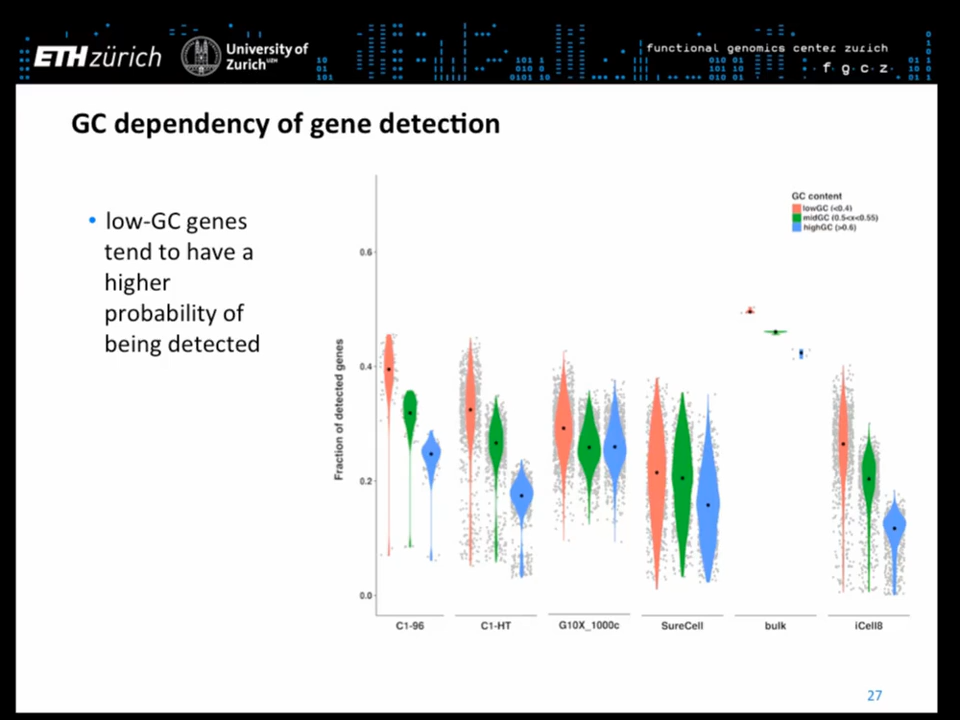 ETH zürich
University of
Zurich UZH
functional genomics center zurich
f g c z
GC dependency of gene detection
• low-GC genes
tend to have a
higher
probability of
being detected
GC content
lowGC (<0.4)
midGC (0.5<x<0.55)
highGC (>0.6)
Fraction of detected genes
0.6
0.4
0.2
0.0
C1-96
C1-HT
G10X_1000c
SureCell
bulk
iCell8
27